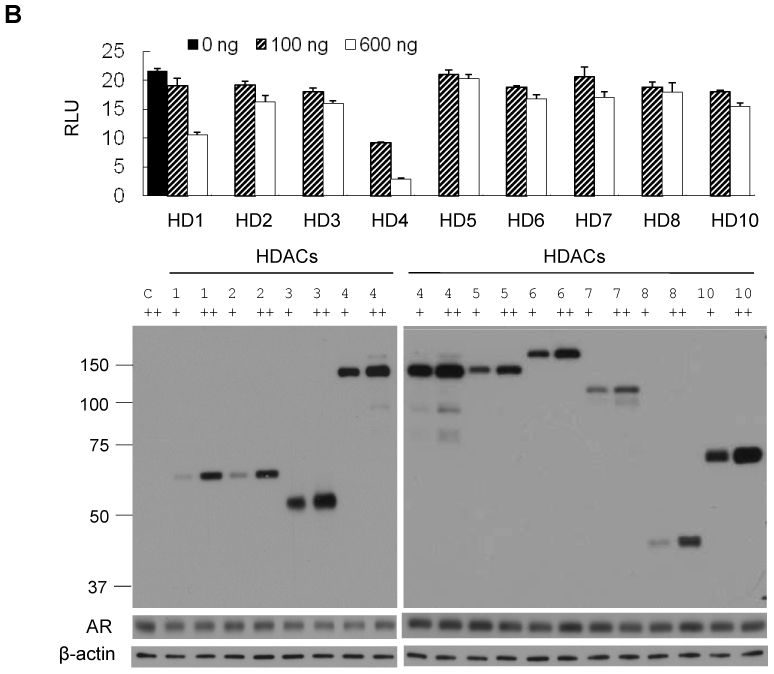 B
0 ng 100 ng 600 ng
25
20
15
10
5
0
RLU
HD1 HD2 HD3 HD4 HD5 HD6 HD7 HD8 HD10
HDACs HDACs
C 1 1 2 2 3 3 4 4 4 4 5 5 6 6 7 7 8 8 10 10
++ + ++ + ++ + ++ + ++ + ++ + ++ + ++ + ++ + ++ + ++
150
100
75
50
37
AR
β-actin